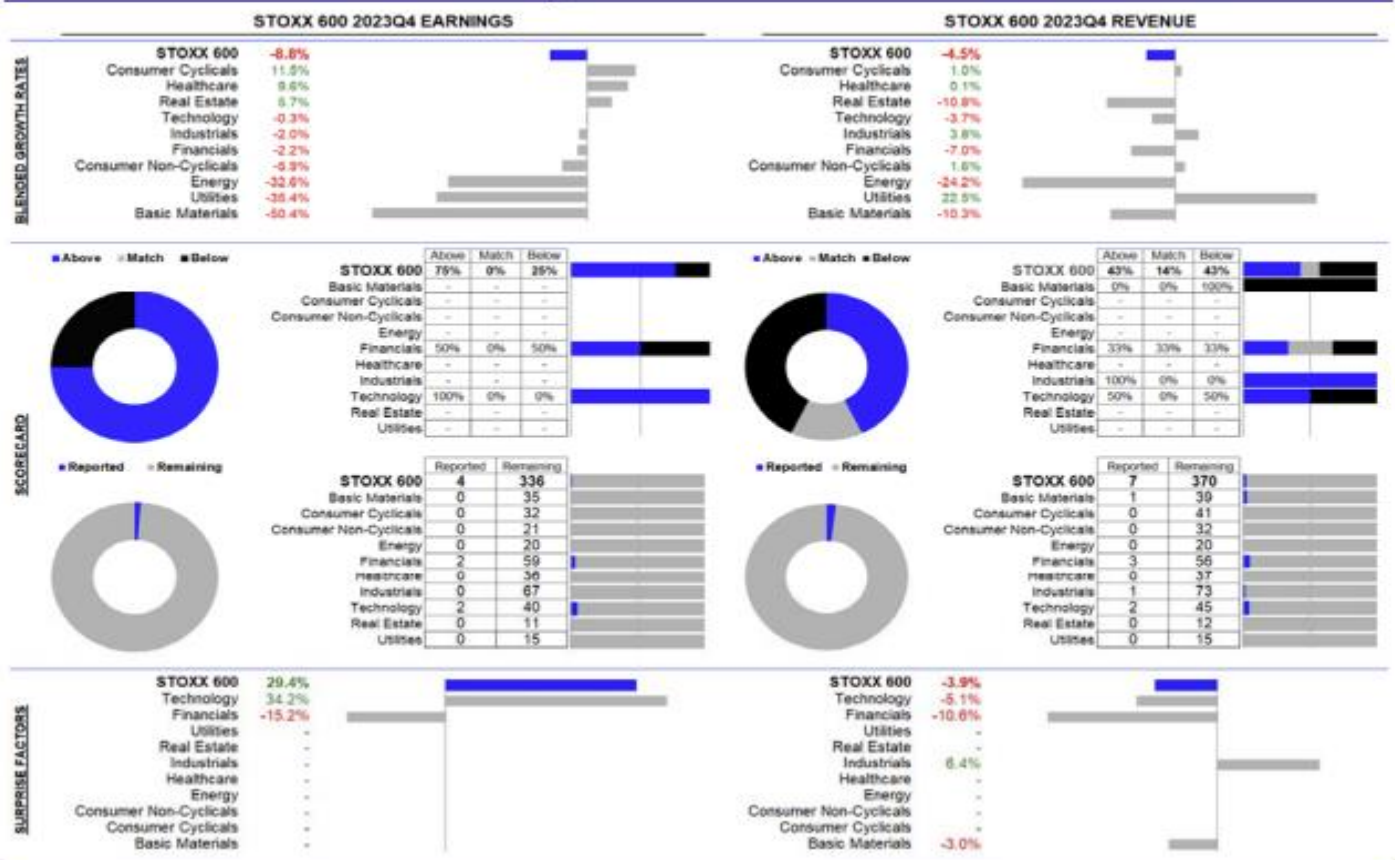 STOXX 600 2023Q4 EARNINGS
BLENDED GROWTH RATES
STOXX 600 -8.8%
Consumer Cyclicals 11.5%
Healthcare 9.6%
Real Estate 5.7%
Technology -0.3%
Industrials -2.0%
Financials -2.2%
Consumer Non-Cyclicals -5.9%
Energy -32.6%
Utilities -35.4%
Basic Materials -50.4%
STOXX 600 2023Q4 REVENUE
STOXX 600 -4.5%
Consumer Cyclicals 1.0%
Healthcare 0.1%
Real Estate -10.8%
Technology -3.7%
Industrials 3.8%
Financials -7.0%
Consumer Non-Cyclicals 1.6%
Energy -24.2%
Utilities 22.5%
Basic Materials -10.3%
SCORECARD
Above Match Below
Above Match Below
STOXX 600 75% 0% 25%
Basic Materials - - -
Consumer Cyclicals - - -
Consumer Non-Cyclicals - - -
Energy - - -
Financials 50% 0% 50%
Healthcare - - -
Industrials - - -
Technology 100% 0% 0%
Real Estate - - -
Utilities - - -
Above Match Below
Above Match Below
STOXX 600 43% 14% 43%
Basic Materials 0% 0% 100%
Consumer Cyclicals - - -
Consumer Non-Cyclicals - - -
Energy - - -
Financials 33% 33% 33%
Healthcare - - -
Industrials 100% 0% 0%
Technology 50% 0% 50%
Real Estate - - -
Utilities - - -
Reported Remaining
Reported Remaining
STOXX 600 4 336
Basic Materials 0 35
Consumer Cyclicals 0 32
Consumer Non-Cyclicals 0 21
Energy 0 20
Financials 2 59
Healthcare 0 36
Industrials 0 67
Technology 2 40
Real Estate 0 11
Utilities 0 15
Reported Remaining
Reported Remaining
STOXX 600 7 370
Basic Materials 1 39
Consumer Cyclicals 0 41
Consumer Non-Cyclicals 0 32
Energy 0 20
Financials 3 56
Healthcare 0 37
Industrials 1 73
Technology 2 45
Real Estate 0 12
Utilities 0 15
SURPRISE FACTORS
STOXX 600 29.4%
Technology 34.2%
Financials -15.2%
Utilities -
Real Estate -
Industrials -
Healthcare -
Energy -
Consumer Non-Cyclicals -
Consumer Cyclicals -
Basic Materials -
STOXX 600 -3.9%
Technology -5.1%
Financials -10.6%
Utilities -
Real Estate -
Industrials 6.4%
Healthcare -
Energy -
Consumer Non-Cyclicals -
Consumer Cyclicals -
Basic Materials -3.0%